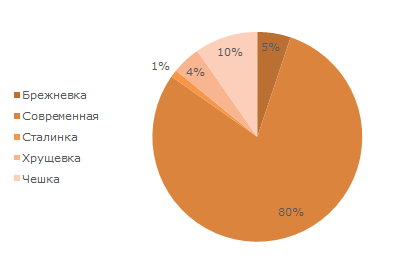 Брежневка
Современная
Сталинка
Хрущевка
Чешка
5%
80%
1%
4%
10%